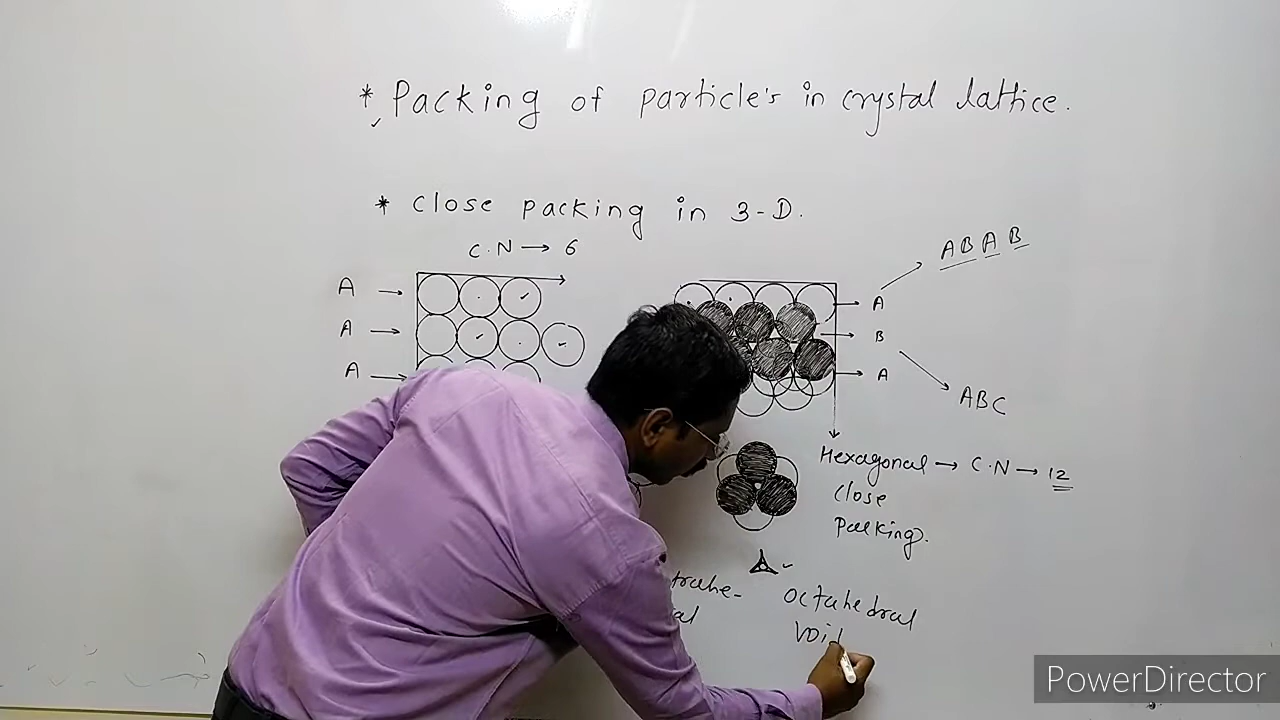 * Packing of particle's in crystal lattice.
* close packing in 3-D.
C.N → 6
A →
A →
A →
→ A
→ B
→ A
ABAB
ABC
Hexagonal → C.N → 12
close
packing.
octahedral
void
PowerDirector